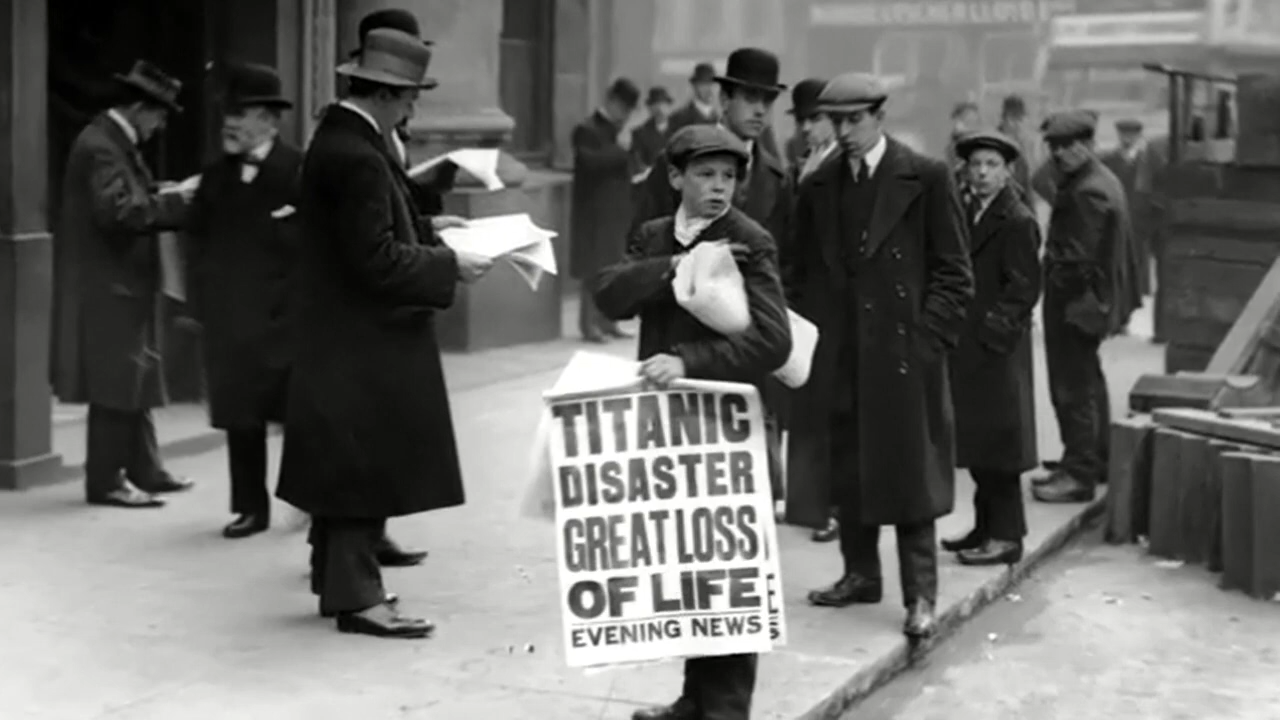 TITANIC
DISASTER
GREAT LOSS
OF LIFE
EVENING NEWS
E
S